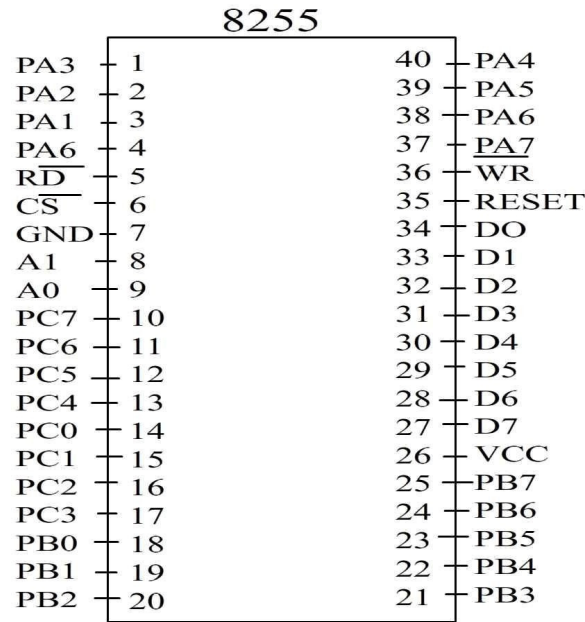 8255
PA3 1 40 PA4
PA2 2 39 PA5
PA1 3 38 PA6
PA6 4 37 PA7
RD 5 36 WR
CS 6 35 RESET
GND 7 34 DO
A1 8 33 D1
A0 9 32 D2
PC7 10 31 D3
PC6 11 30 D4
PC5 12 29 D5
PC4 13 28 D6
PC0 14 27 D7
PC1 15 26 VCC
PC2 16 25 PB7
PC3 17 24 PB6
PB0 18 23 PB5
PB1 19 22 PB4
PB2 20 21 PB3